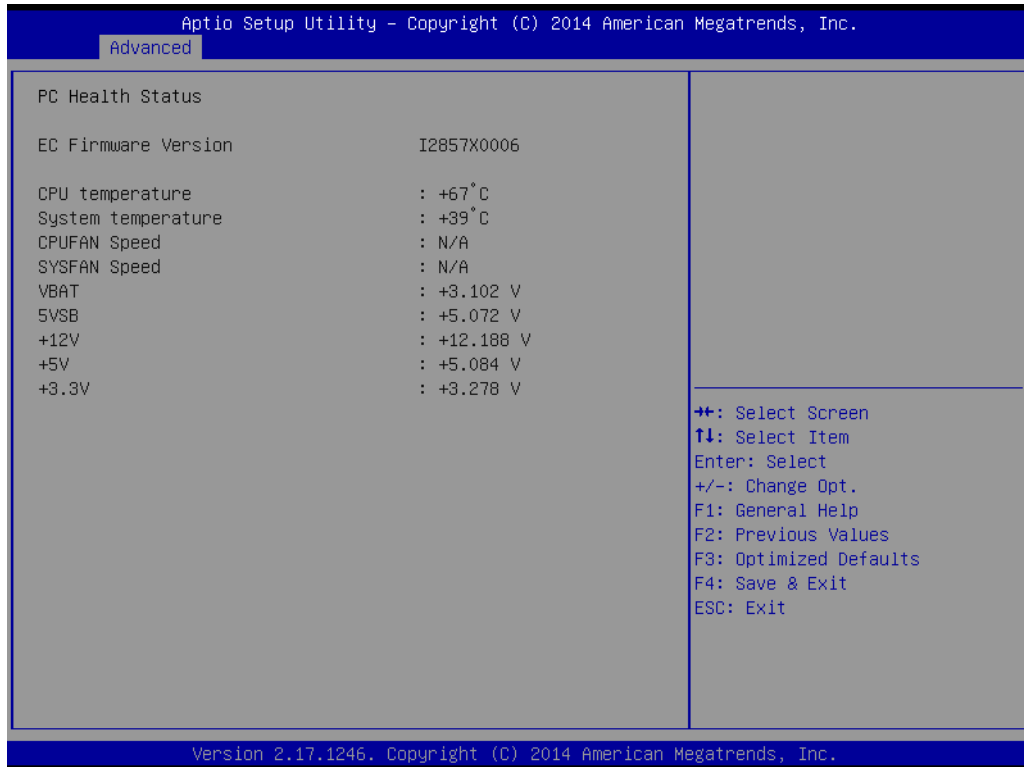 Aptio Setup Utility – Copyright (C) 2014 American Megatrends, Inc.
Advanced
PC Health Status
EC Firmware Version I2857X0006
CPU temperature : +67°C
System temperature : +39°C
CPUFAN Speed : N/A
SYSFAN Speed : N/A
VBAT : +3.102 V
5VSB : +5.072 V
+12V : +12.188 V
+5V : +5.084 V
+3.3V : +3.278 V
→←: Select Screen
↑↓: Select Item
Enter: Select
+/-: Change Opt.
F1: General Help
F2: Previous Values
F3: Optimized Defaults
F4: Save & Exit
ESC: Exit
Version 2.17.1246. Copyright (C) 2014 American Megatrends, Inc.